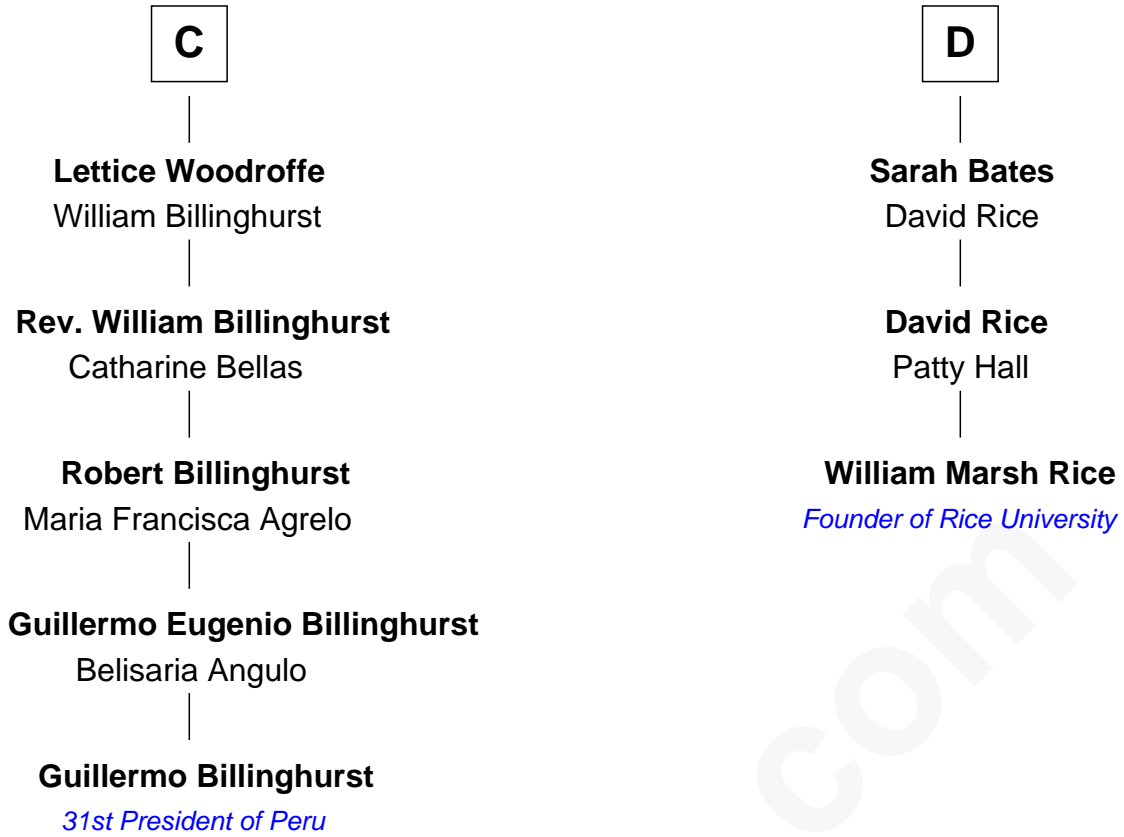 C
Lettice Woodroffe
William Billinghurst
Rev. William Billinghurst
Catharine Bellas
Robert Billinghurst
Maria Francisca Agrelo
Guillermo Eugenio Billinghurst
Belisaria Angulo
Guillermo Billinghurst
31st President of Peru
D
Sarah Bates
David Rice
David Rice
Patty Hall
William Marsh Rice
Founder of Rice University
com